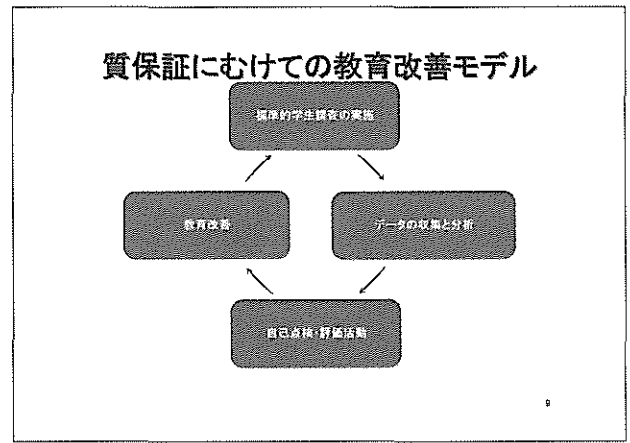 質保証にむけての教育改善モデル
標準的学生調査の実施
教育改善
データの収集と分析
自己点検・評価活動
9